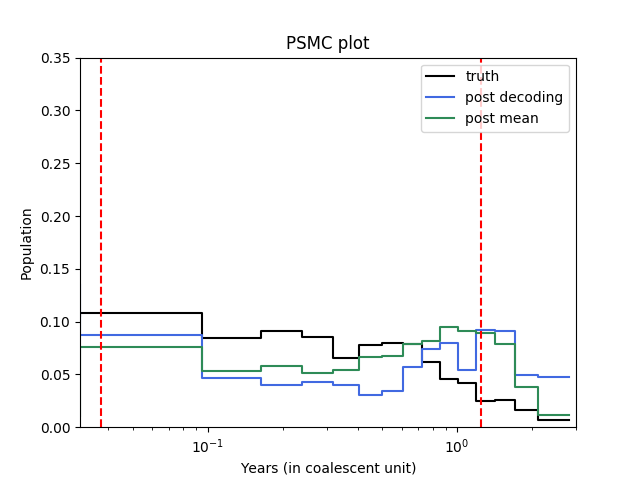 PSMC plot
truth
post decoding
post mean
Population
0.35
0.30
0.25
0.20
0.15
0.10
0.05
0.00
10⁻¹
10⁰
Years (in coalescent unit)